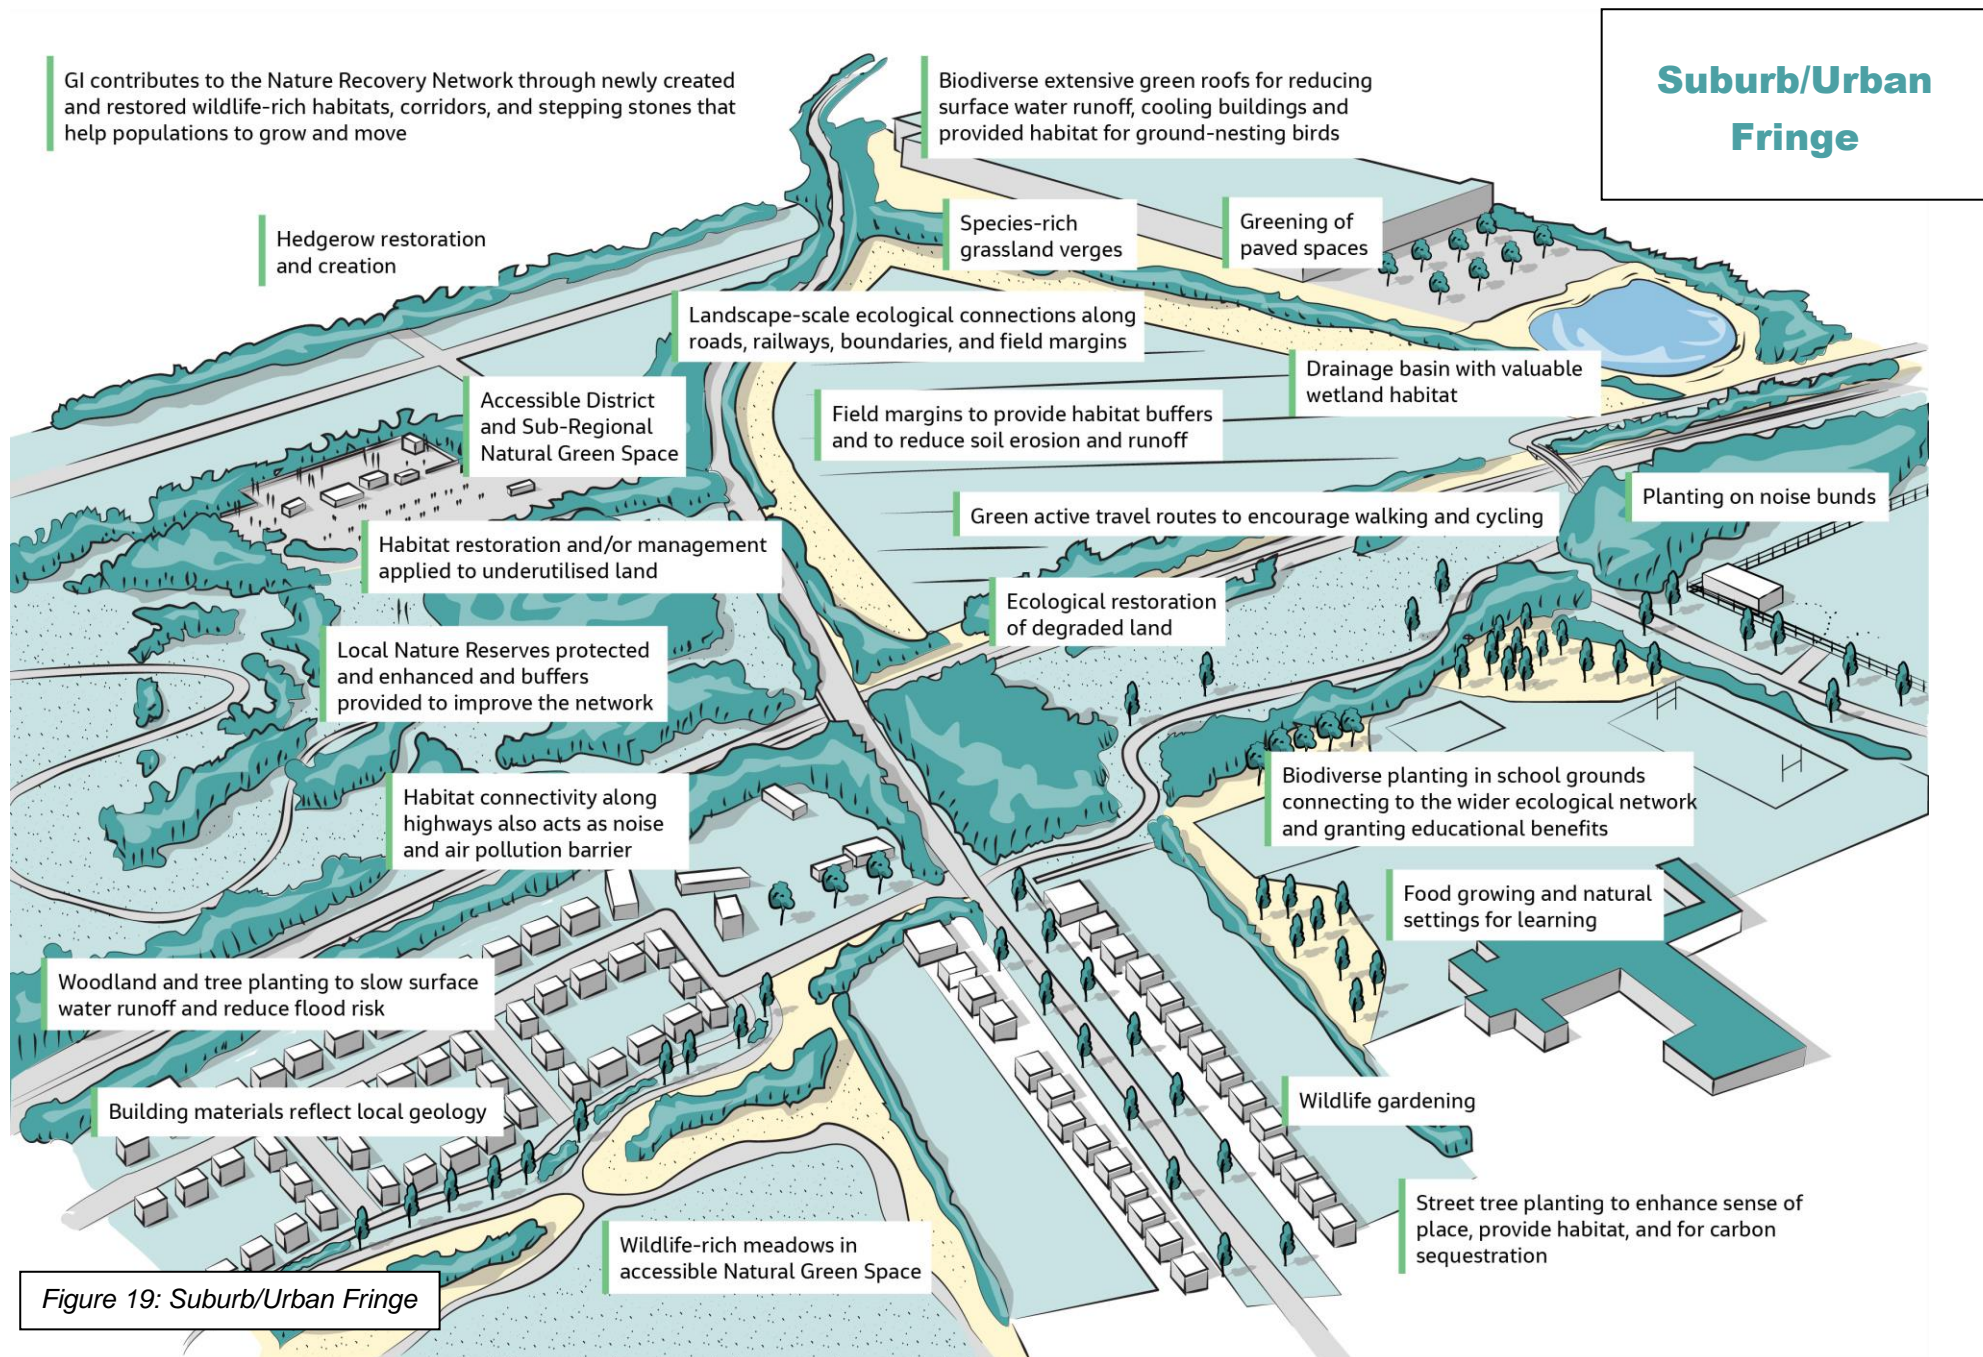 GI contributes to the Nature Recovery Network through newly created
and restored wildlife-rich habitats, corridors, and stepping stones that
help populations to grow and move
Biodiverse extensive green roofs for reducing
surface water runoff, cooling buildings and
provided habitat for ground-nesting birds
Suburb/Urban
Fringe
Hedgerow restoration
and creation
Species-rich
grassland verges
Greening of
paved spaces
Landscape-scale ecological connections along
roads, railways, boundaries, and field margins
Drainage basin with valuable
wetland habitat
Accessible District
and Sub-Regional
Natural Green Space
Field margins to provide habitat buffers
and to reduce soil erosion and runoff
Planting on noise bunds
Green active travel routes to encourage walking and cycling
Habitat restoration and/or management
applied to underutilised land
Ecological restoration
of degraded land
Local Nature Reserves protected
and enhanced and buffers
provided to improve the network
Biodiverse planting in school grounds
connecting to the wider ecological network
and granting educational benefits
Habitat connectivity along
highways also acts as noise
and air pollution barrier
Food growing and natural
settings for learning
Woodland and tree planting to slow surface
water runoff and reduce flood risk
Building materials reflect local geology
Wildlife gardening
Street tree planting to enhance sense of
place, provide habitat, and for carbon
sequestration
Wildlife-rich meadows in
accessible Natural Green Space
Figure 19: Suburb/Urban Fringe